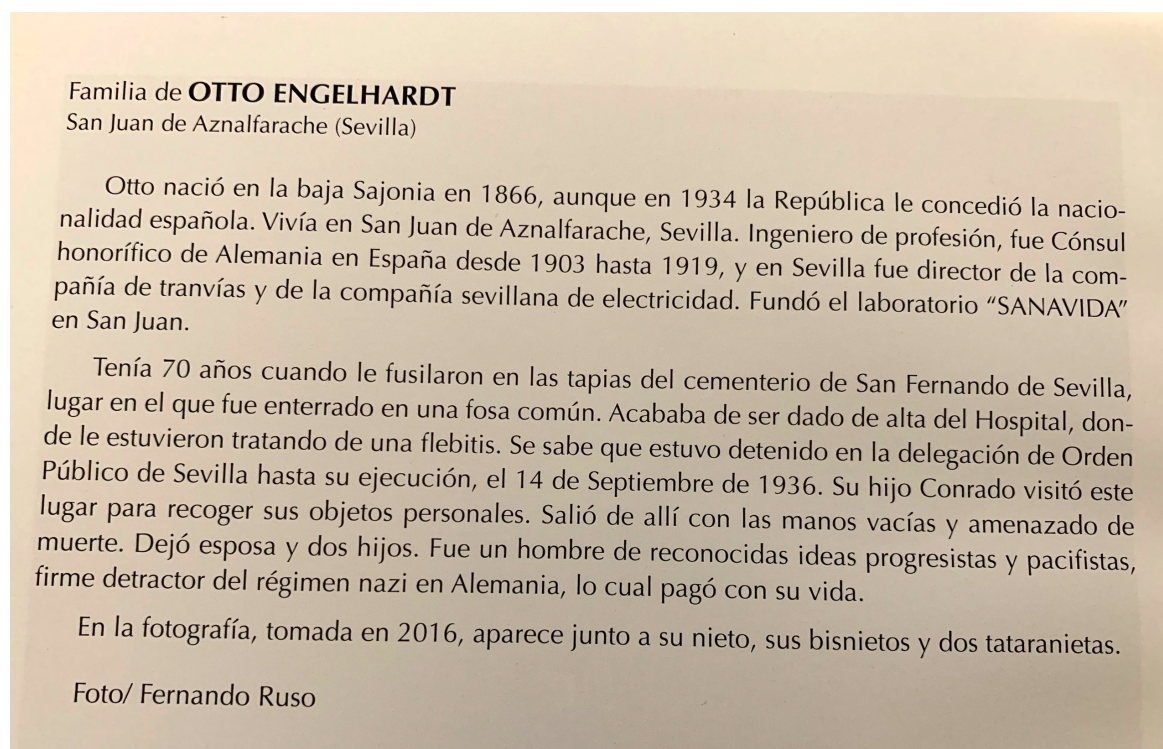 Familia de OTTO ENGELHARDT
San Juan de Aznalfarache (Sevilla)
Otto nació en la baja Sajonia en 1866, aunque en 1934 la República le concedió la nacio-
nalidad española. Vivía en San Juan de Aznalfarache, Sevilla. Ingeniero de profesión, fue Cónsul
honorífico de Alemania en España desde 1903 hasta 1919, y en Sevilla fue director de la com-
pañía de tranvías y de la compañía sevillana de electricidad. Fundó el laboratorio “SANAVIDA”
en San Juan.
Tenía 70 años cuando le fusilaron en las tapias del cementerio de San Fernando de Sevilla,
lugar en el que fue enterrado en una fosa común. Acababa de ser dado de alta del Hospital, don-
de le estuvieron tratando de una flebitis. Se sabe que estuvo detenido en la delegación de Orden
Público de Sevilla hasta su ejecución, el 14 de Septiembre de 1936. Su hijo Conrado visitó este
lugar para recoger sus objetos personales. Salió de allí con las manos vacías y amenazado de
muerte. Dejó esposa y dos hijos. Fue un hombre de reconocidas ideas progresistas y pacifistas,
firme detractor del régimen nazi en Alemania, lo cual pagó con su vida.
En la fotografía, tomada en 2016, aparece junto a su nieto, sus bisnietos y dos tataranietas.
Foto/ Fernando Ruso